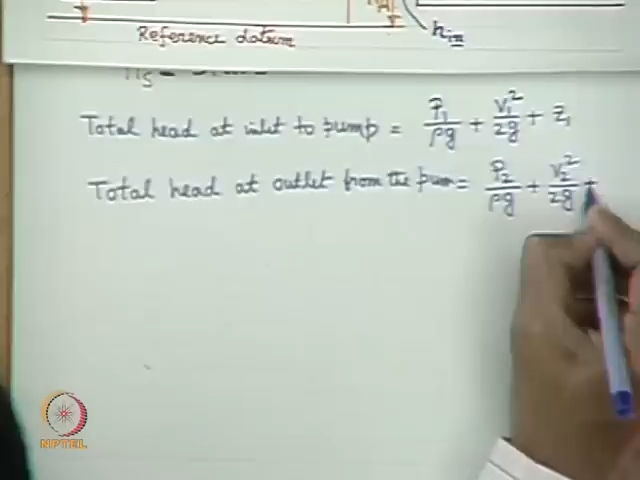 Reference datum
h_in
Total head at inlet to pump = P₁/ρg + V₁²/2g + Z₁
Total head at outlet from the pum = P₂/ρg + V₂²/2g +
NPTEL